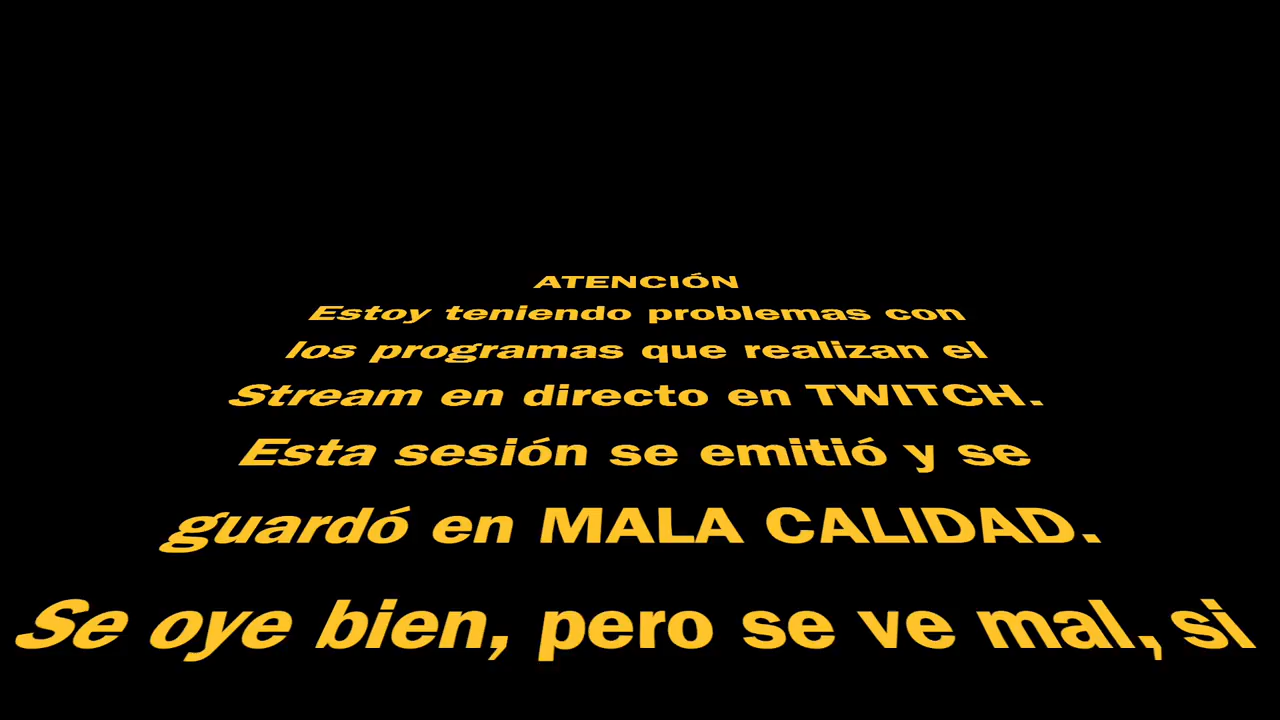 ATENCIÓN
Estoy teniendo problemas con
los programas que realizan el
Stream en directo en TWITCH.
Esta sesión se emitió y se
guardó en MALA CALIDAD.
Se oye bien, pero se ve mal, si